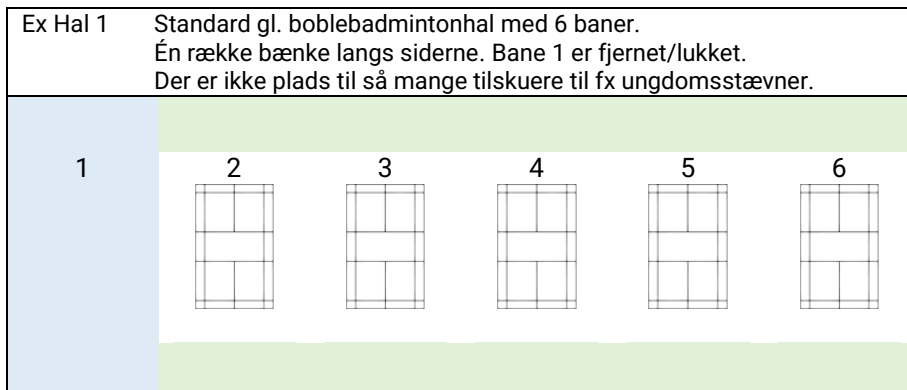 Ex Hal 1 Standard gl. boblebadmintonhal med 6 baner.
Én række bænke langs siderne. Bane 1 er fjernet/lukket.
Der er ikke plads til så mange tilskuere til fx ungdomsstævner.
1 2 3 4 5 6